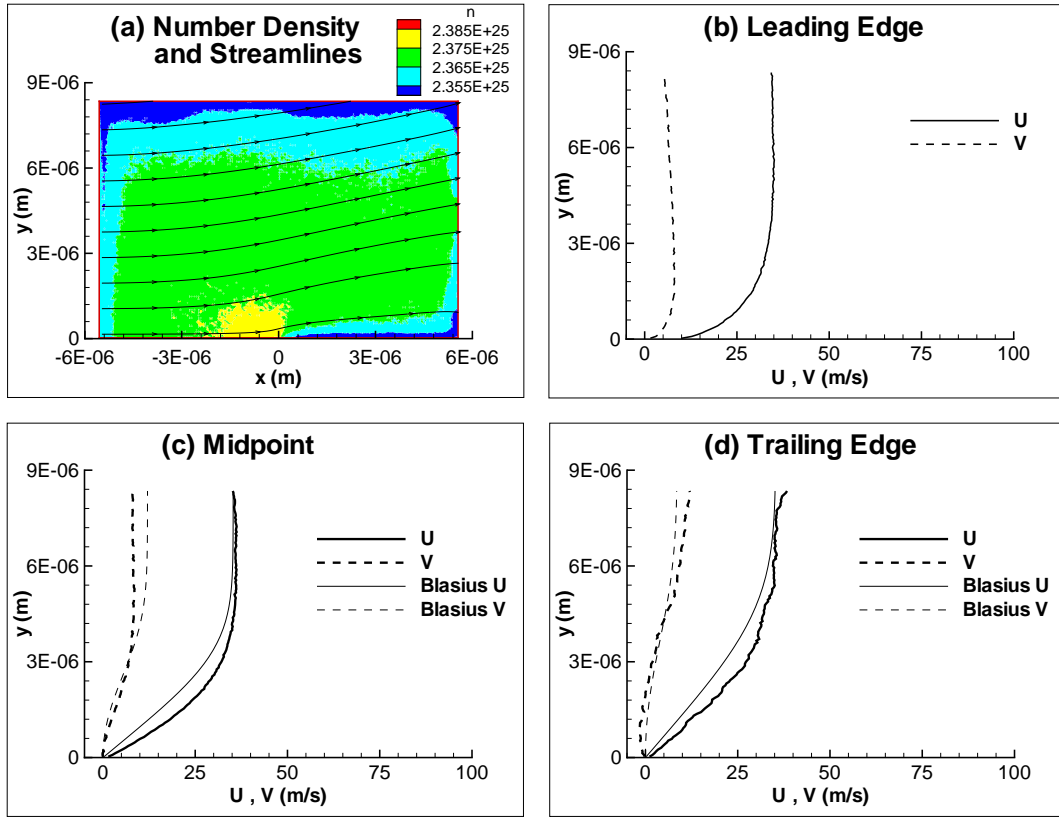 (a) Number Density
and Streamlines
n
2.385E+25
2.375E+25
2.365E+25
2.355E+25
9E-06
6E-06
3E-06
0
y (m)
-6E-06 -3E-06 0 3E-06 6E-06
x (m)
(b) Leading Edge
9E-06
6E-06
3E-06
0
y (m)
U
V
0 25 50 75 100
U , V (m/s)
(c) Midpoint
9E-06
6E-06
3E-06
0
y (m)
U
V
Blasius U
Blasius V
0 25 50 75 100
U , V (m/s)
(d) Trailing Edge
9E-06
6E-06
3E-06
0
y (m)
U
V
Blasius U
Blasius V
0 25 50 75 100
U , V (m/s)